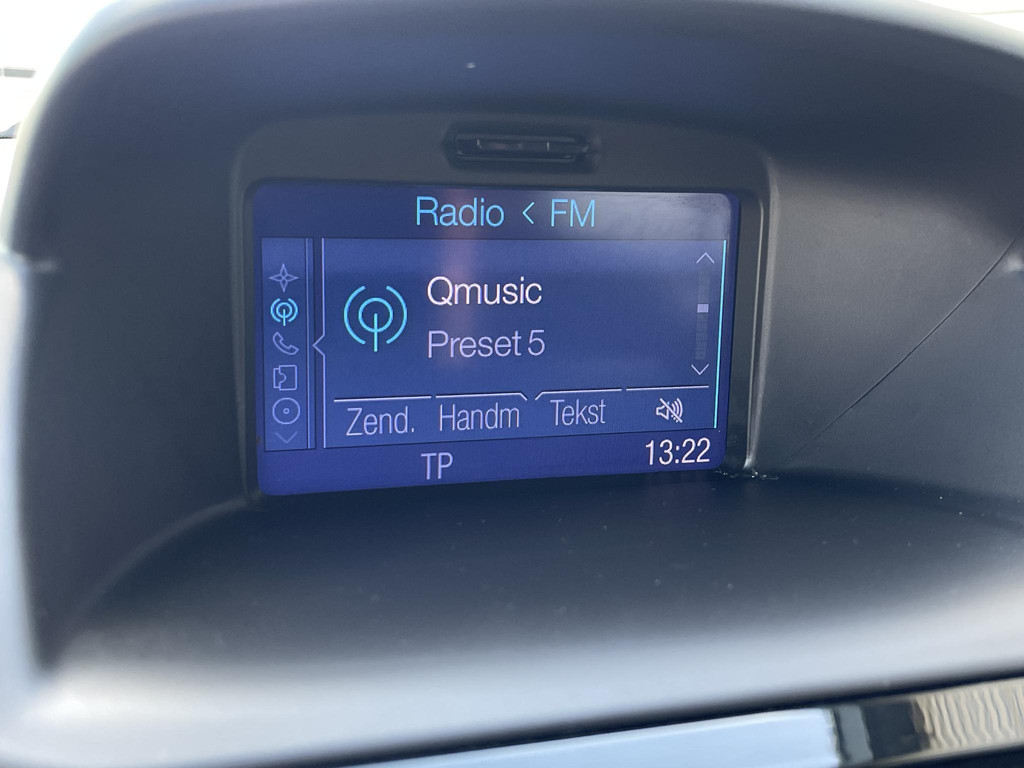 Radio < FM
Qmusic
Preset 5
Zend. Handm Tekst
TP 13:22